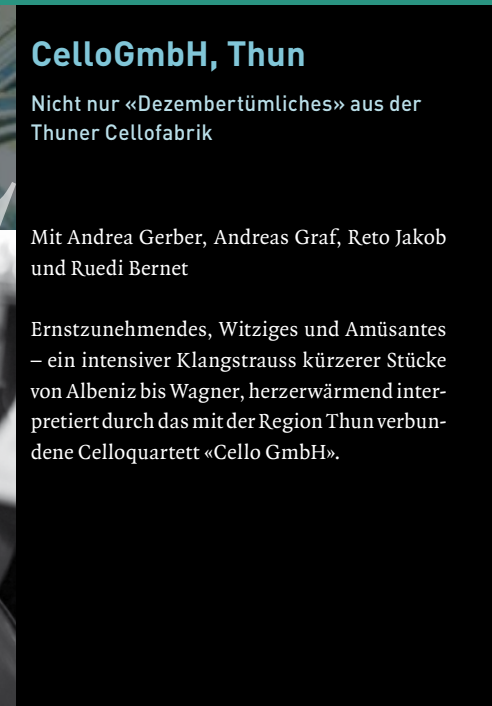 CelloGmbH, Thun
Nicht nur «Dezembertümliches» aus der
Thuner Cellofabrik
Mit Andrea Gerber, Andreas Graf, Reto Jakob
und Ruedi Bernet
Ernstzunehmendes, Witziges und Amüsantes
– ein intensiver Klangstrauss kürzerer Stücke
von Albeniz bis Wagner, herzerwärmend inter-
pretiert durch das mit der Region Thun verbun-
dene Celloquartett «Cello GmbH».